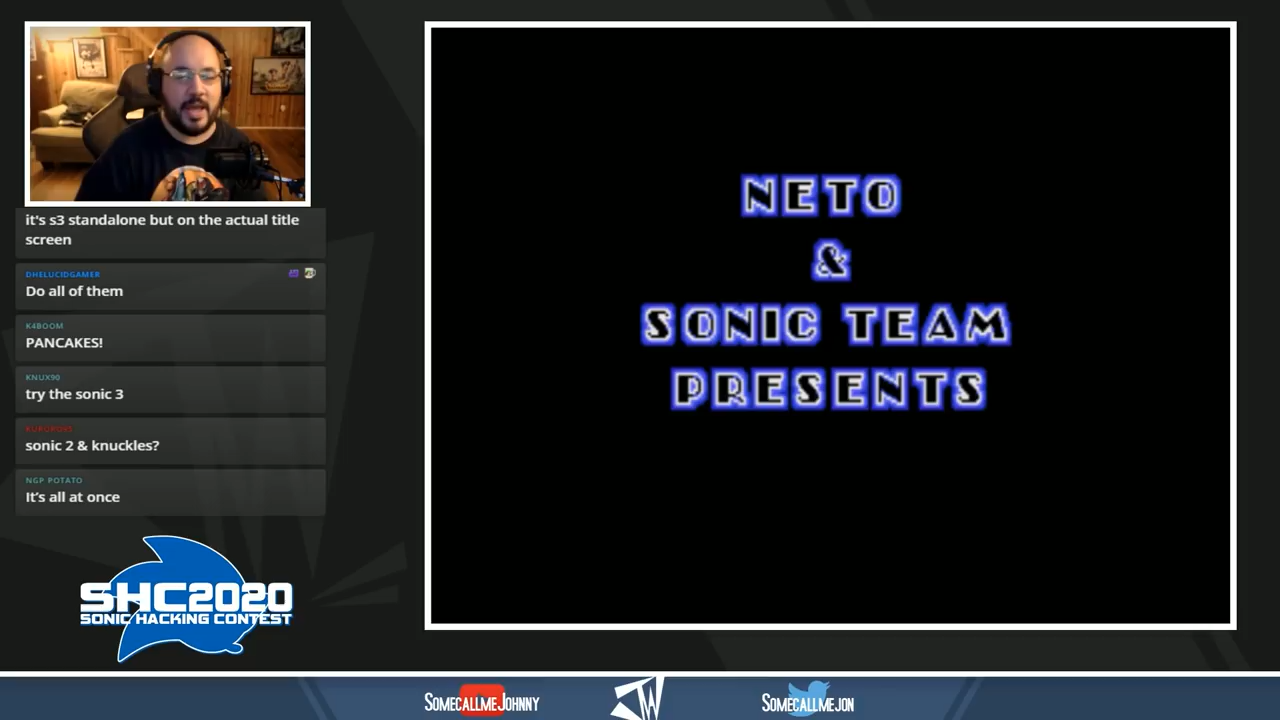 it's s3 standalone but on the actual title
screen
DHELUCIDGAMER
Do all of them
K4BOOM
PANCAKES!
KNUX90
try the sonic 3
sonic 2 & knuckles?
NGP POTATO
It's all at once
SHC2020
SONIC HACKING CONTEST
NETO
&
SONIC TEAM
PRESENTS
SOMECALLMEJOHNNY
SOMECALLMEJON